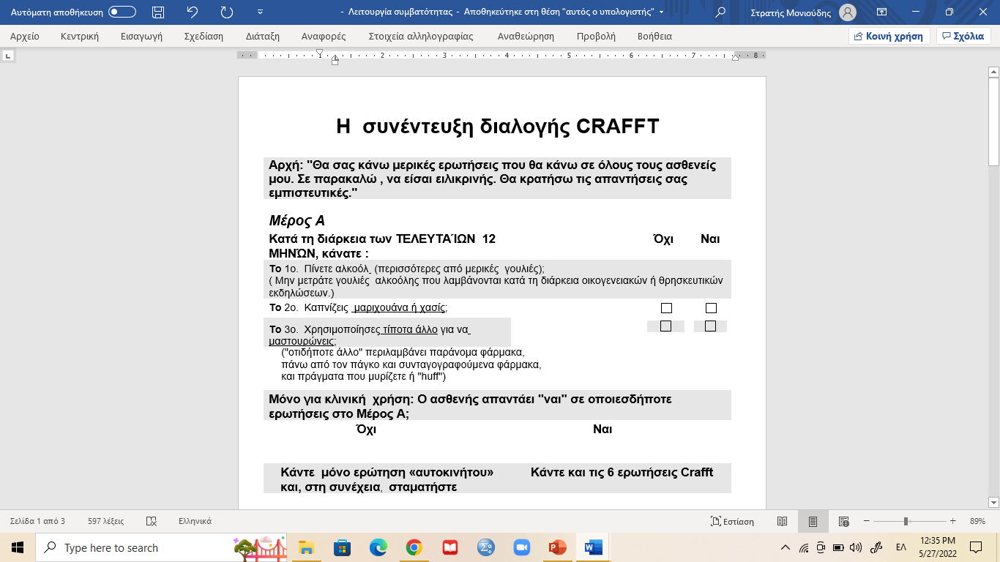 Αυτόματη αποθήκευση - Λειτουργία συμβατότητας - Αποθηκεύτηκε στη θέση "αυτός ο υπολογιστής" Στρατής Μονιούδης
Αρχείο Κεντρική Εισαγωγή Σχεδίαση Διάταξη Αναφορές Στοιχεία αλληλογραφίας Αναθεώρηση Προβολή Βοήθεια Κοινή χρήση Σχόλια
1 2 3 4 5 6 7 8
Η συνέντευξη διαλογής CRAFFT
Αρχή: "Θα σας κάνω μερικές ερωτήσεις που θα κάνω σε όλους τους ασθενείς
μου. Σε παρακαλώ , να είσαι ειλικρινής. Θα κρατήσω τις απαντήσεις σας
εμπιστευτικές."
Μέρος Α
Κατά τη διάρκεια των ΤΕΛΕΥΤΑΊΩΝ 12 Όχι Ναι
ΜΗΝΏΝ, κάνατε :
Το 1ο. Πίνετε αλκοόλ (περισσότερες από μερικές γουλιές);
( Μην μετράτε γουλιές αλκοόλης που λαμβάνονται κατά τη διάρκεια οικογενειακών ή θρησκευτικών
εκδηλώσεων.)
Το 2ο. Καπνίζεις μαριχουάνα ή χασίς;
Το 3ο. Χρησιμοποίησες τίποτα άλλο για να
μαστουρώνεις;
("οτιδήποτε άλλο" περιλαμβάνει παράνομα φάρμακα,
πάνω από τον πάγκο και συνταγογραφούμενα φάρμακα,
και πράγματα που μυρίζετε ή "huff")
Μόνο για κλινική χρήση: Ο ασθενής απαντάει "ναι" σε οποιεσδήποτε
ερωτήσεις στο Μέρος Α;
Όχι Ναι
Κάντε μόνο ερώτηση «αυτοκινήτου» Κάντε και τις 6 ερωτήσεις Crafft
και, στη συνέχεια, σταματήστε
Σελίδα 1 από 3 597 λέξεις Ελληνικά Εστίαση 89%
Type here to search ΕΛ 12:35 PM
5/27/2022